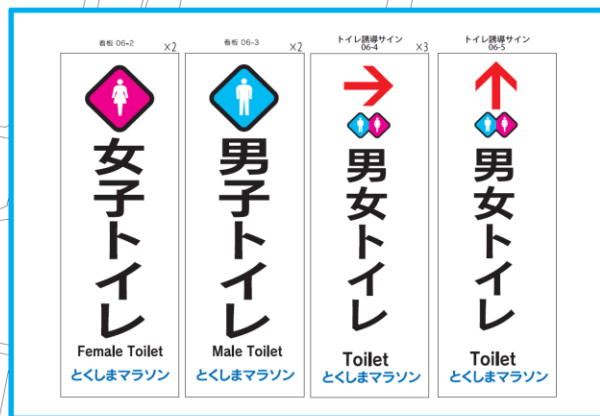 看板 06-2
×2
女子トイレ
Female Toilet
とくしまマラソン
看板 06-3
×2
男子トイレ
Male Toilet
とくしまマラソン
トイレ誘導サイン
06-4
×3
男女トイレ
Toilet
とくしまマラソン
トイレ誘導サイン
06-5
男女トイレ
Toilet
とくしまマラソン